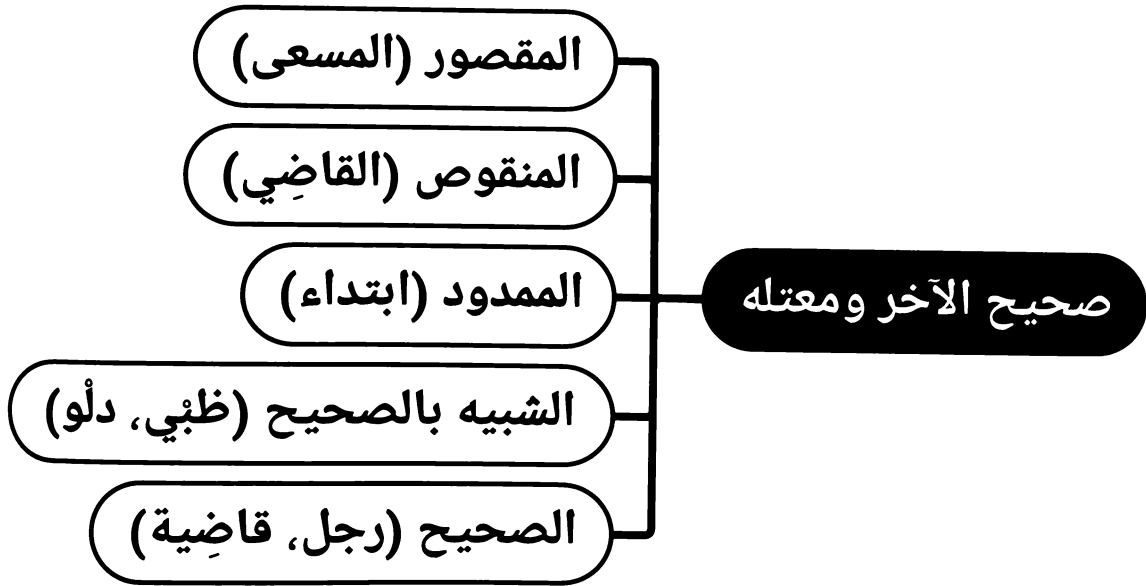 صحيح الآخر ومعتله
المقصور (المسعى)
المنقوص (القاضِي)
الممدود (ابتداء)
الشبيه بالصحيح (ظبْي، دلْو)
الصحيح (رجل، قاضِية)